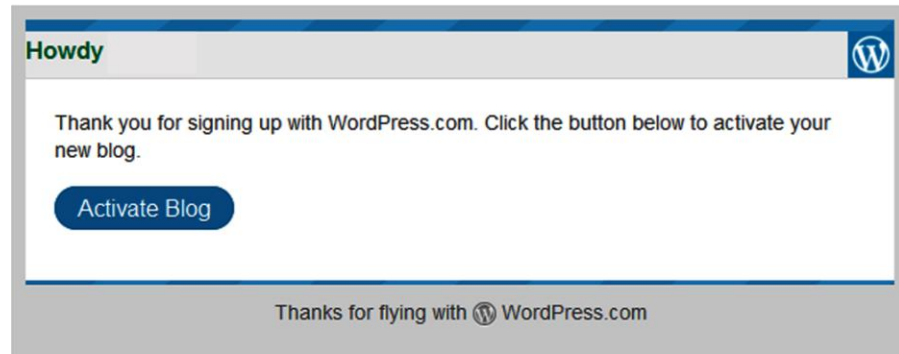 Howdy
Thank you for signing up with WordPress.com. Click the button below to activate your
new blog.
Activate Blog
Thanks for flying with WordPress.com